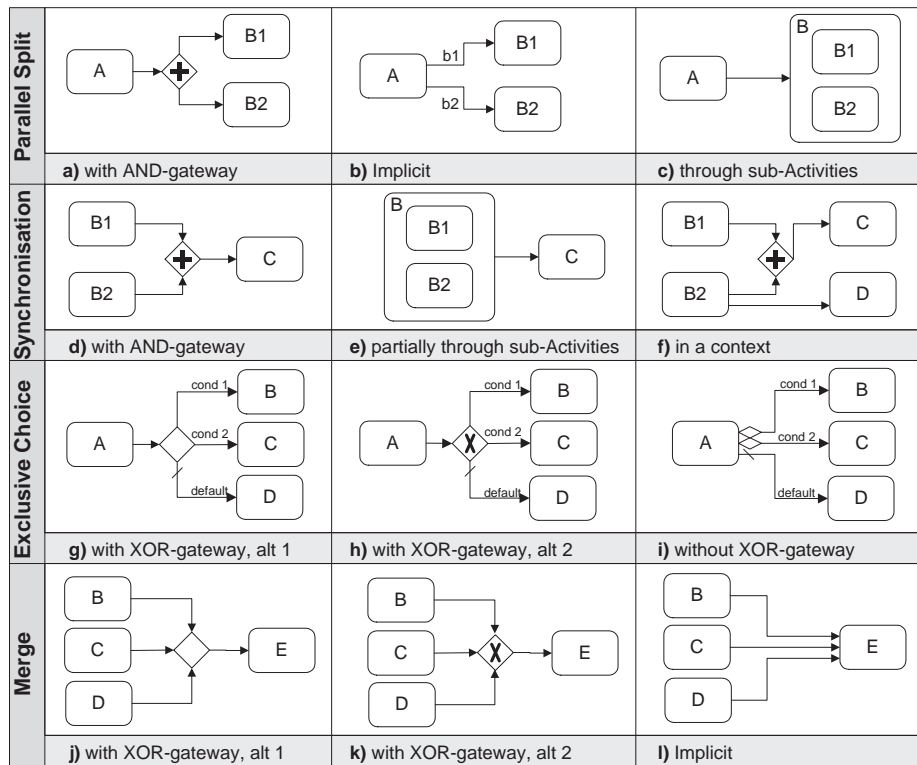 Parallel Split
A
B1
B2
a) with AND-gateway
A
b1
b2
B1
B2
b) Implicit
A
B
B1
B2
c) through sub-Activities
Synchronisation
B1
B2
C
d) with AND-gateway
B
B1
B2
C
e) partially through sub-Activities
B1
B2
C
D
f) in a context
Exclusive Choice
A
cond 1
B
cond 2
C
default
D
g) with XOR-gateway, alt 1
A
cond 1
B
cond 2
C
default
D
h) with XOR-gateway, alt 2
A
cond 1
B
cond 2
C
default
D
i) without XOR-gateway
Merge
B
C
D
E
j) with XOR-gateway, alt 1
B
C
D
X
E
k) with XOR-gateway, alt 2
B
C
D
E
l) Implicit